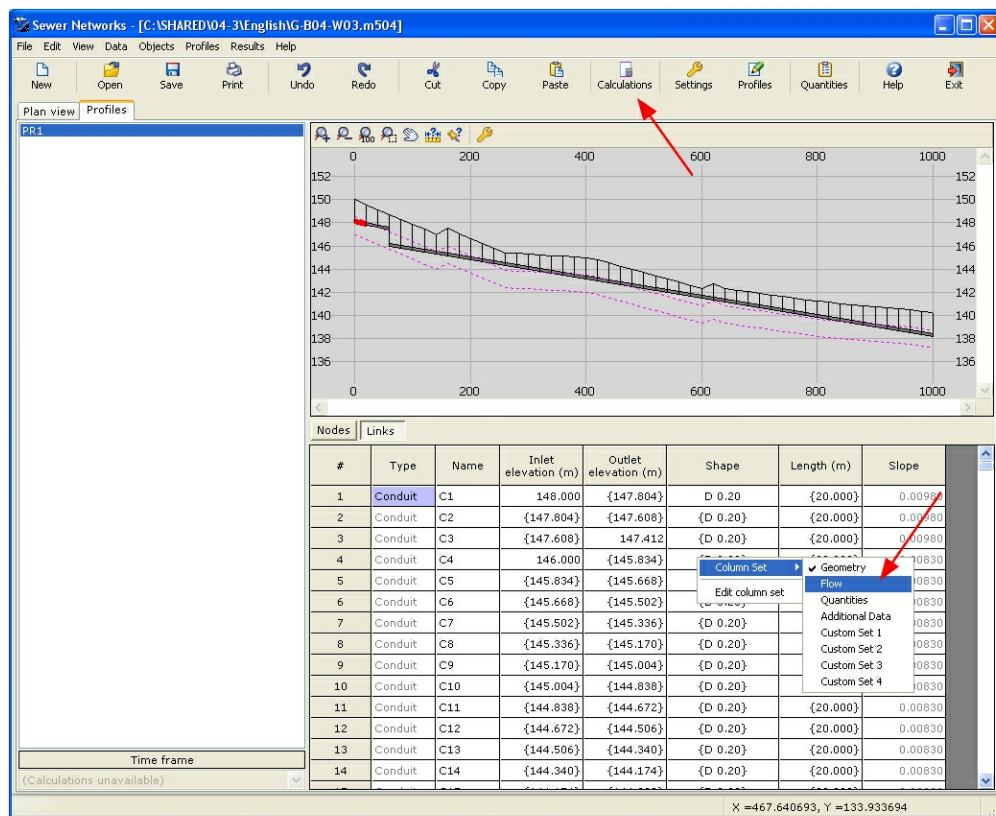 Sewer Networks - [C:\SHARED\04-3\English\G-B04-W03.m504]
File Edit View Data Objects Profiles Results Help
New Open Save Print Undo Redo Cut Copy Paste Calculations Settings Profiles Quantities Help Exit
Plan view Profiles
PR1
100
0 200 400 600 800 1000
152 152
150 150
148 148
146 146
144 144
142 142
140 140
138 138
136 136
0 200 400 600 800 1000
Nodes Links
# Type Name Inlet elevation (m) Outlet elevation (m) Shape Length (m) Slope
1 Conduit C1 148.000 {147.804} D 0.20 {20.000} 0.00980
2 Conduit C2 {147.804} {147.608} {D 0.20} {20.000} 0.00980
3 Conduit C3 {147.608} 147.412 {D 0.20} {20.000} 0.00980
4 Conduit C4 146.000 {145.834}
5 Conduit C5 {145.834} {145.668}
6 Conduit C6 {145.668} {145.502}
7 Conduit C7 {145.502} {145.336} {D 0.20}
8 Conduit C8 {145.336} {145.170} {D 0.20}
9 Conduit C9 {145.170} {145.004} {D 0.20}
10 Conduit C10 {145.004} {144.838} {D 0.20}
11 Conduit C11 {144.838} {144.672} {D 0.20} {20.000} 0.00830
12 Conduit C12 {144.672} {144.506} {D 0.20} {20.000} 0.00830
13 Conduit C13 {144.506} {144.340} {D 0.20} {20.000} 0.00830
14 Conduit C14 {144.340} {144.174} {D 0.20} {20.000} 0.00830
Column Set
Edit column set
Geometry
Flow
Quantities
Additional Data
Custom Set 1
Custom Set 2
Custom Set 3
Custom Set 4
Time frame
(Calculations unavailable)
X =467.640693, Y =133.933694